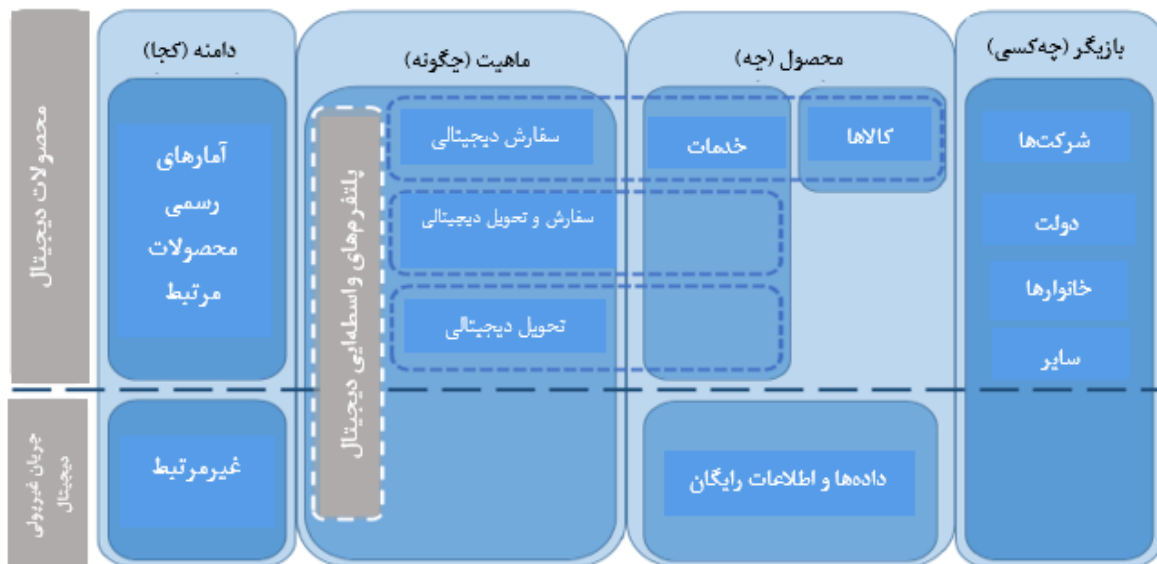 بازیگر (چه‌کسی)
شرکت‌ها
دولت
خانوارها
سایر
محصول (چه)
کالاها
خدمات
داده‌ها و اطلاعات رایگان
ماهیت (چگونه)
سفارش دیجیتالی
سفارش و تحویل دیجیتالی
تحویل دیجیتالی
پلتفرم‌های واسطه‌ایی دیجیتال
دامنه (کجا)
آمارهای
رسمی
محصولات
مرتبط
غیرمرتبط
محصولات دیجیتال
جریان غیرپولی
دیجیتال